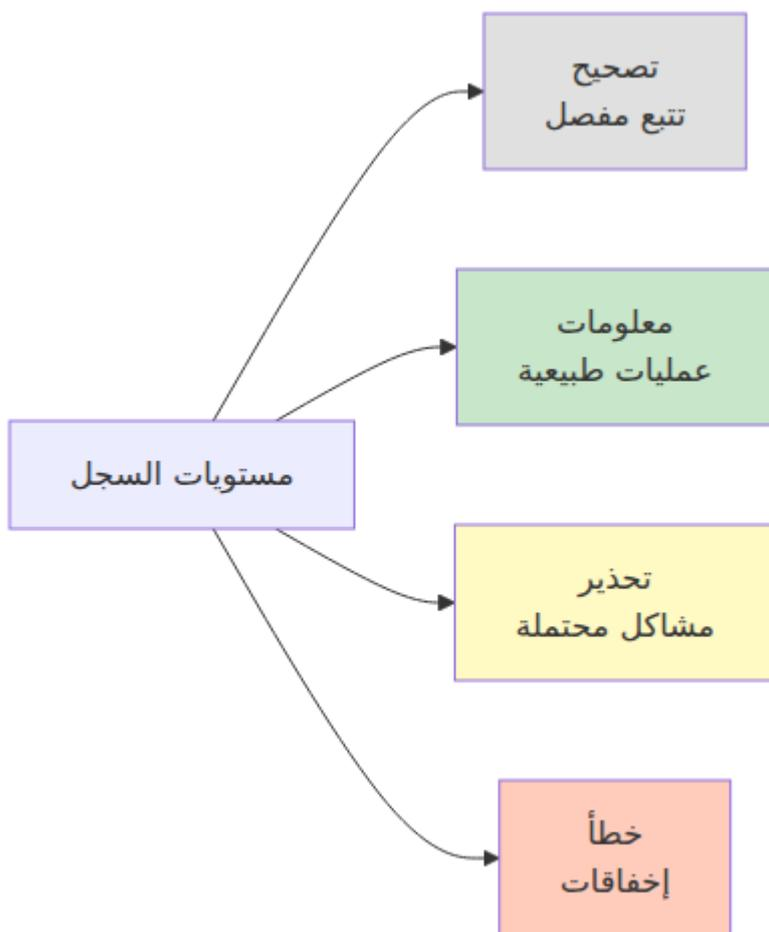 تصحيح
تتبع مفصل
معلومات
عمليات طبيعية
مستويات السجل
تحذير
مشاكل محتملة
خطأ
إخفاقات